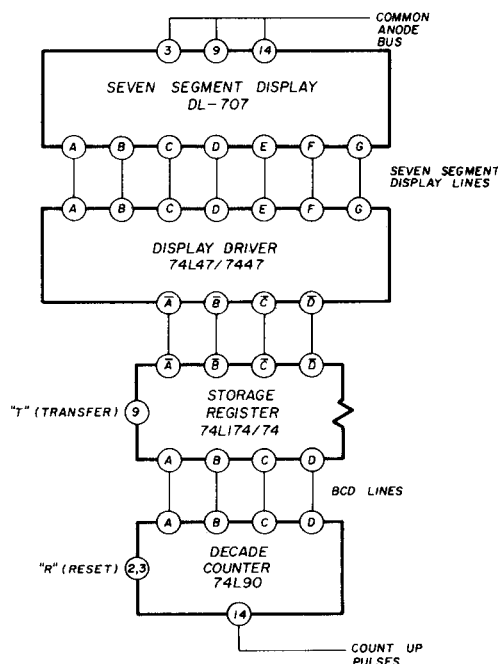 COMMON
ANODE
BUS
3 9 14
SEVEN SEGMENT DISPLAY
DL-707
A B C D E F G
SEVEN SEGMENT
DISPLAY LINES
A B C D E F G
DISPLAY DRIVER
74L47/7447
A̅ B̅ C̅ D̅
A̅ B̅ C̅ D̅
STORAGE
REGISTER
74L174/74
"T" (TRANSFER) 9
A B C D
BCD LINES
A B C D
DECADE
COUNTER
74L90
"R" (RESET) 2,3
14
COUNT UP
PULSES